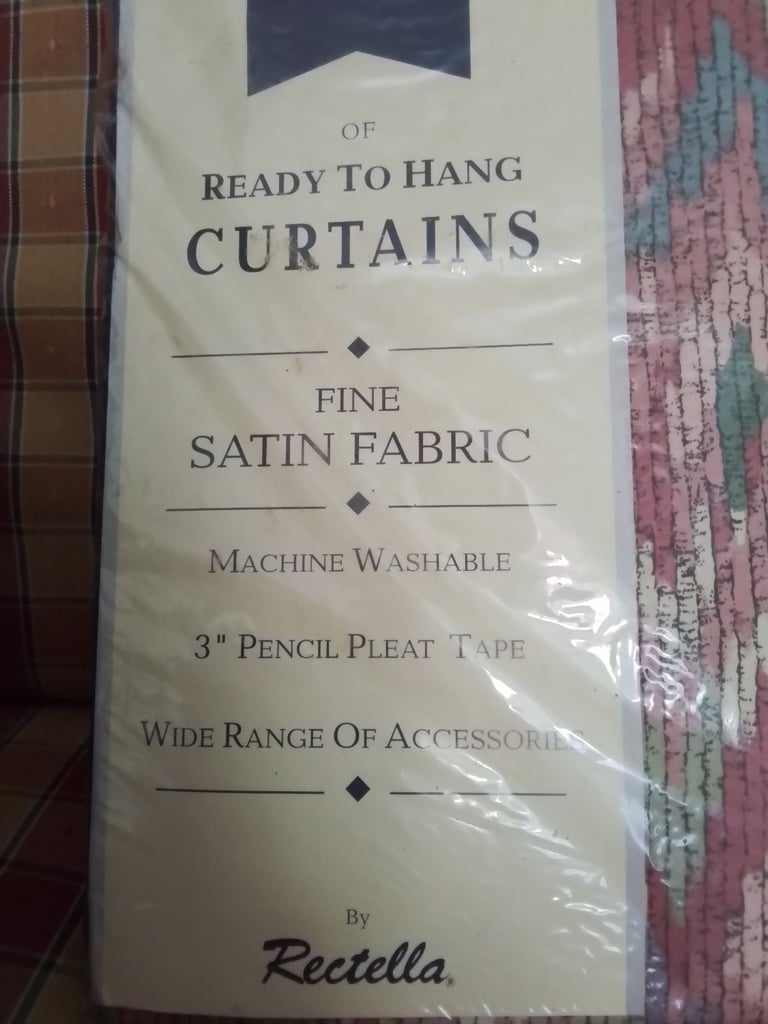 OF
READY TO HANG
CURTAINS
FINE
SATIN FABRIC
MACHINE WASHABLE
3" PENCIL PLEAT TAPE
WIDE RANGE OF ACCESSORIES
By
Rectella®